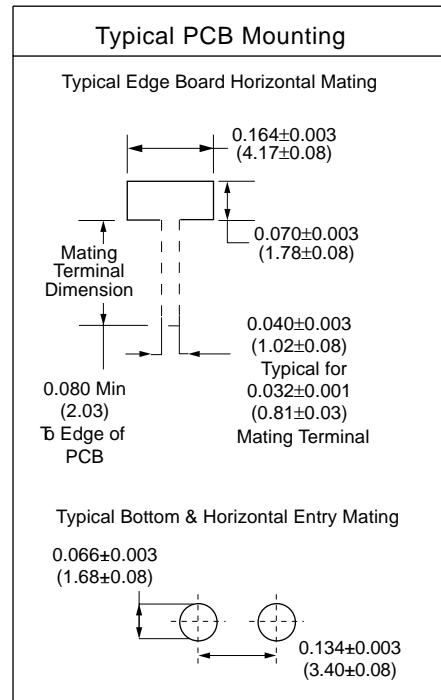 Typical PCB Mounting
Typical Edge Board Horizontal Mating
0.164±0.003
(4.17±0.08)
0.070±0.003
(1.78±0.08)
Mating
Terminal
Dimension
0.040±0.003
(1.02±0.08)
Typical for
0.032±0.001
(0.81±0.03)
Mating Terminal
0.080 Min
(2.03)
To Edge of
PCB
Typical Bottom & Horizontal Entry Mating
0.066±0.003
(1.68±0.08)
0.134±0.003
(3.40±0.08)